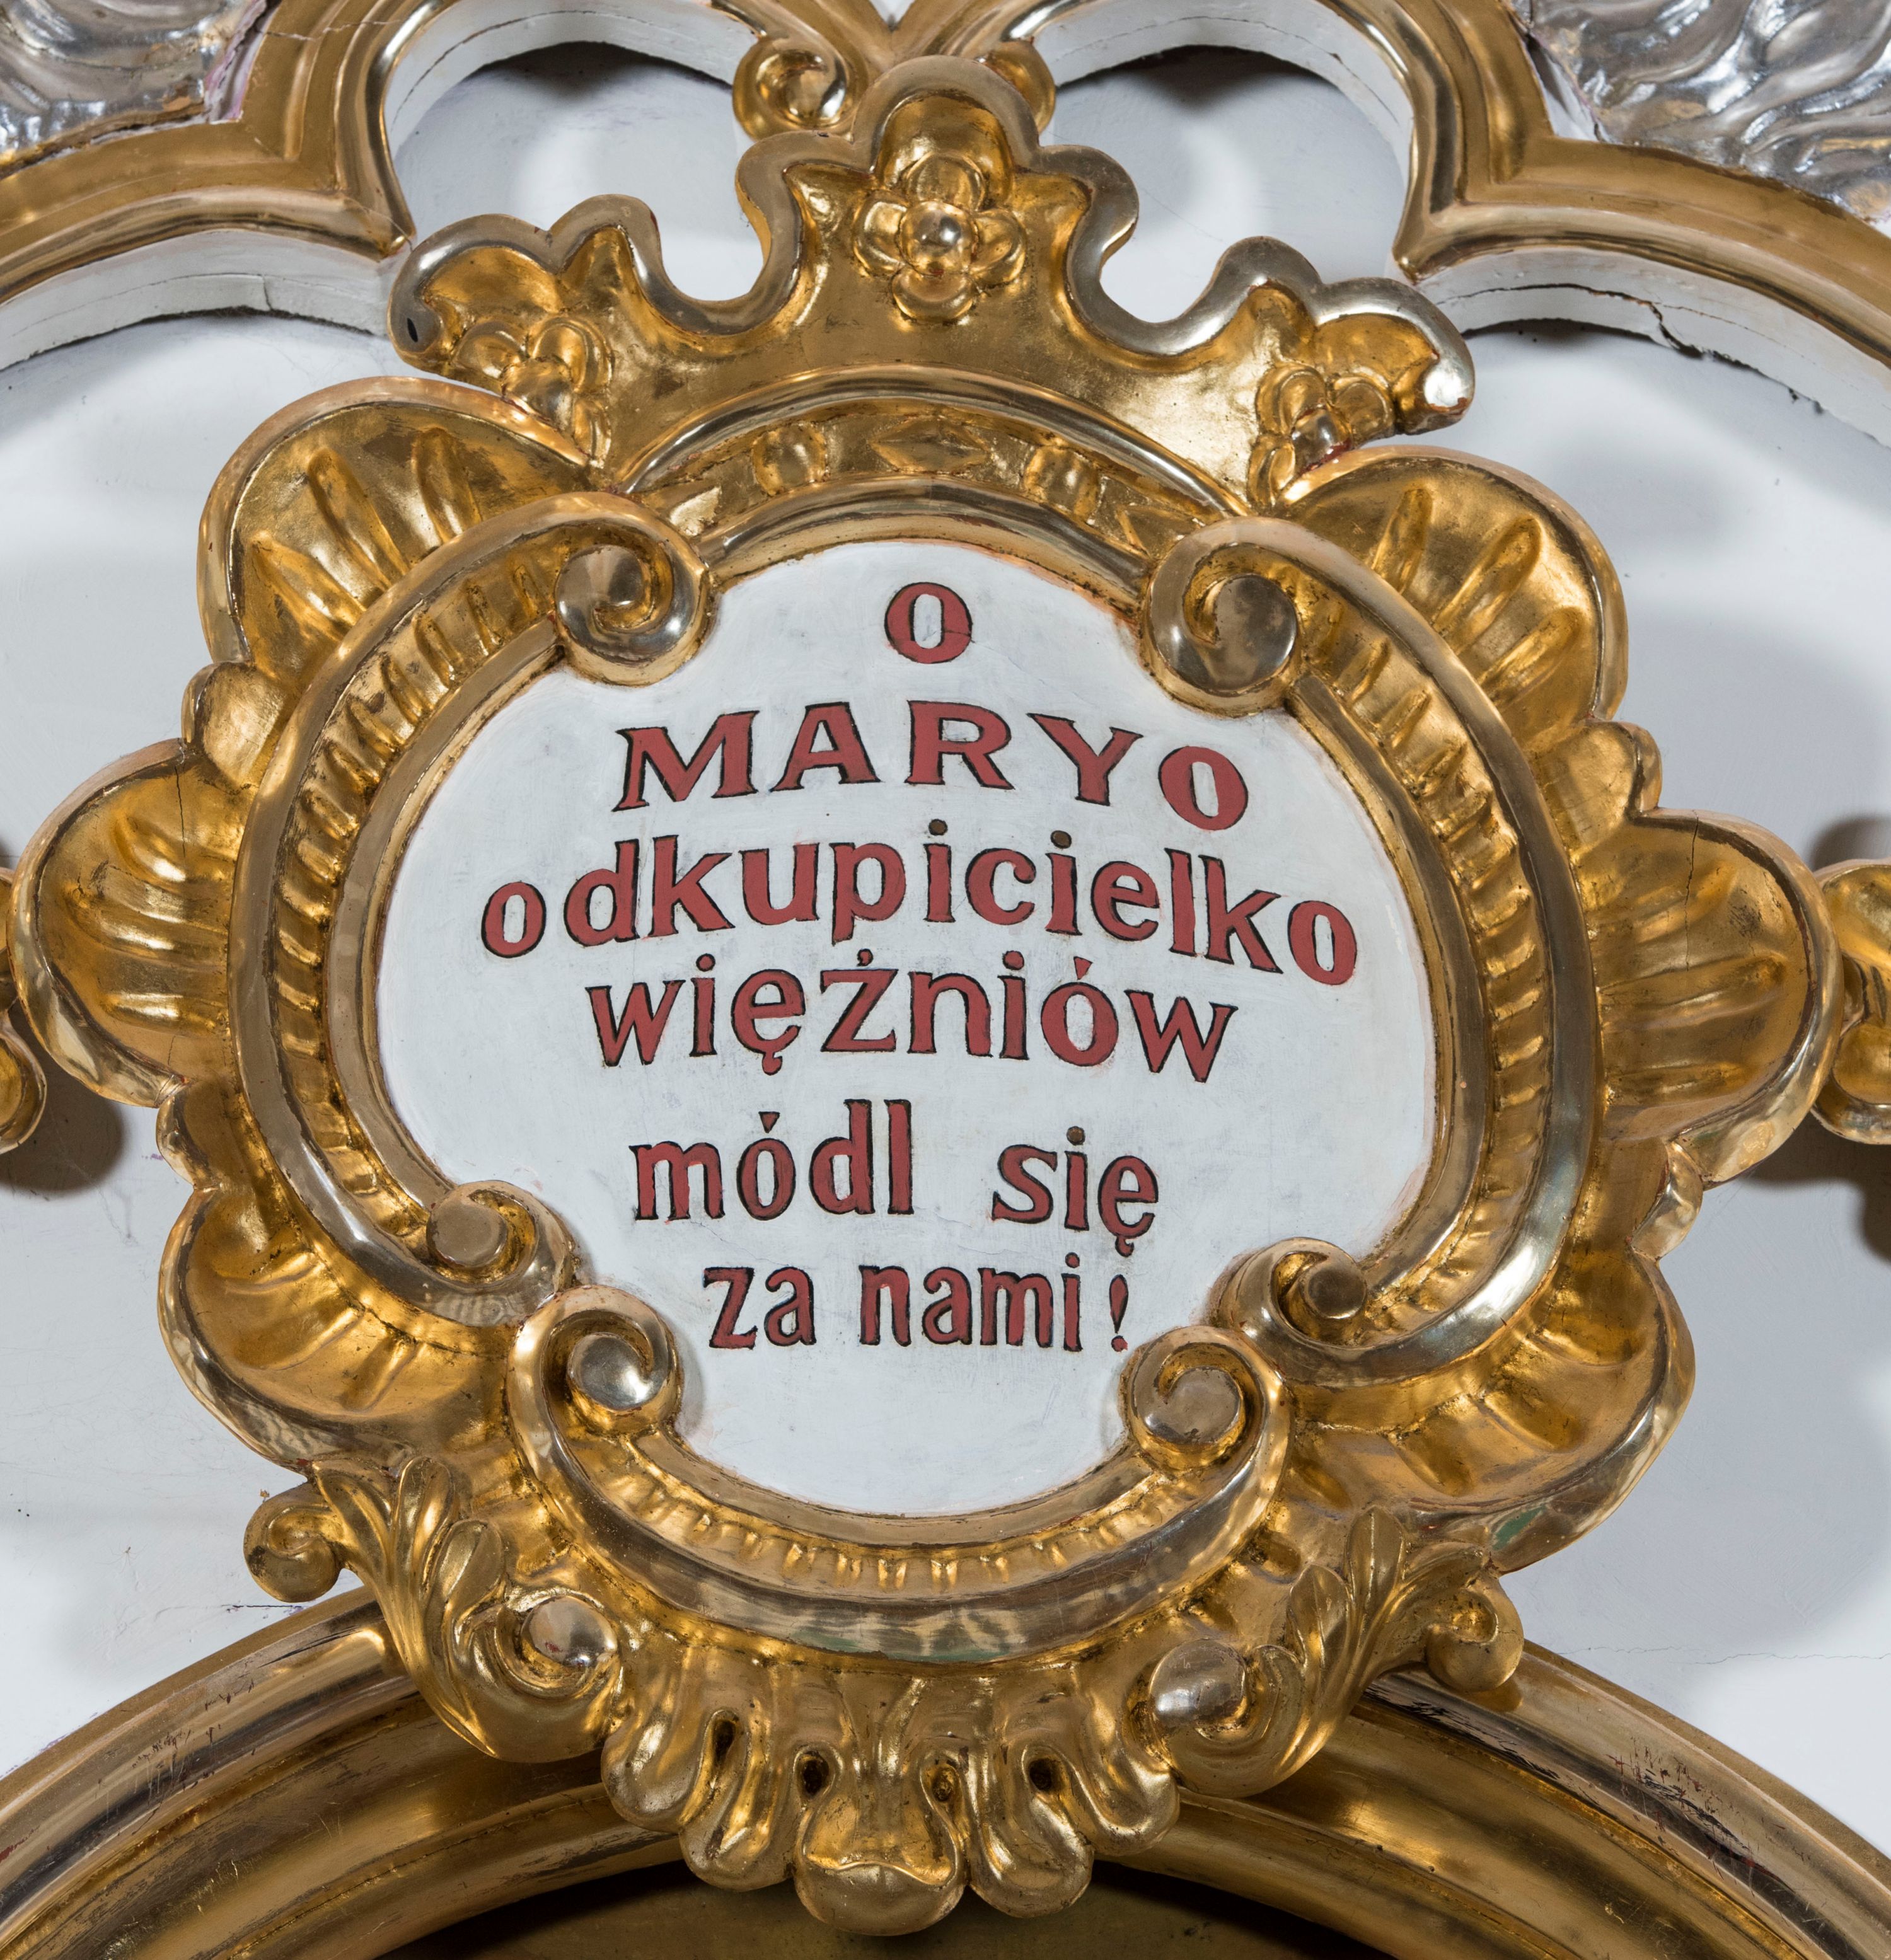 O
MARYO
odkupicielko
więźniów
módl się
za nami!